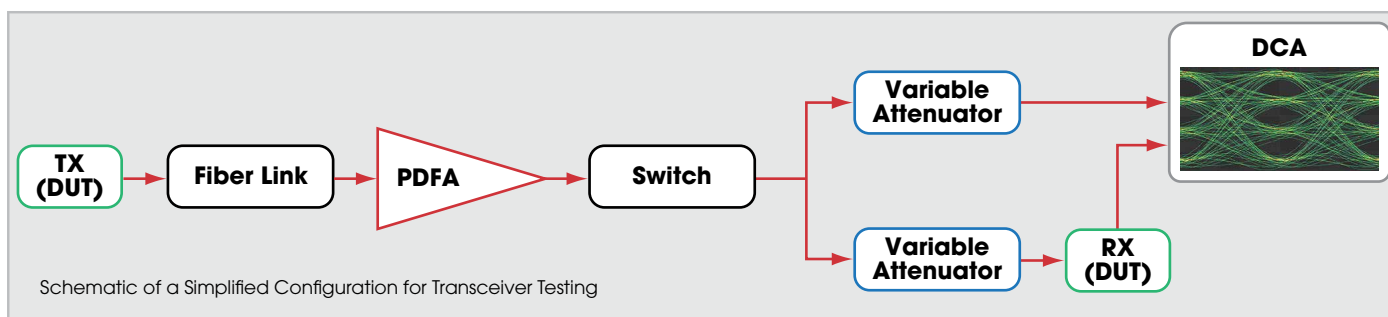 DCA
Variable
Attenuator
TX
(DUT)
Fiber Link
PDFA
Switch
Variable
Attenuator
RX
(DUT)
Schematic of a Simplified Configuration for Transceiver Testing